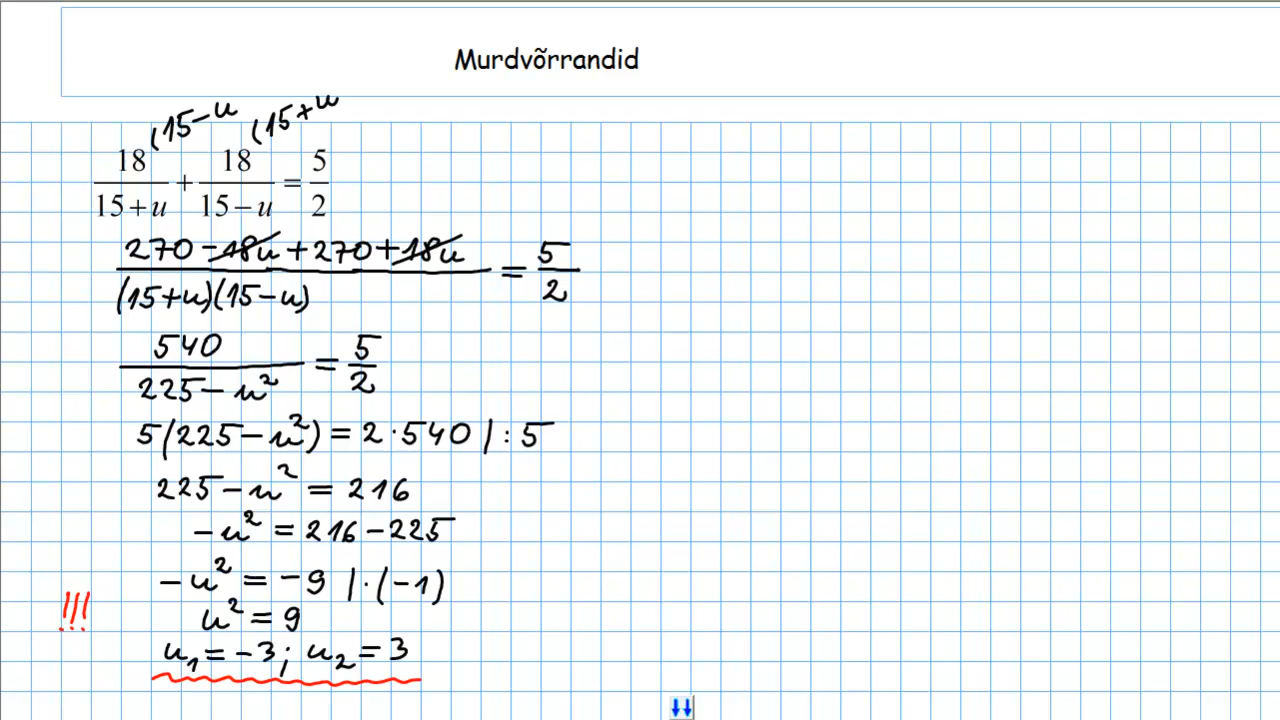 Murdvõrrandid
(15-u (15+u
18/(15+u) + 18/(15-u) = 5/2
(270-18u+270+18u)/((15+u)(15-u)) = 5/2
540/(225-u²) = 5/2
5(225-u²)=2·540 |:5
225-u² = 216
-u² = 216-225
-u² = -9 |·(-1)
!!! u² = 9
u₁ = -3; u₂ = 3